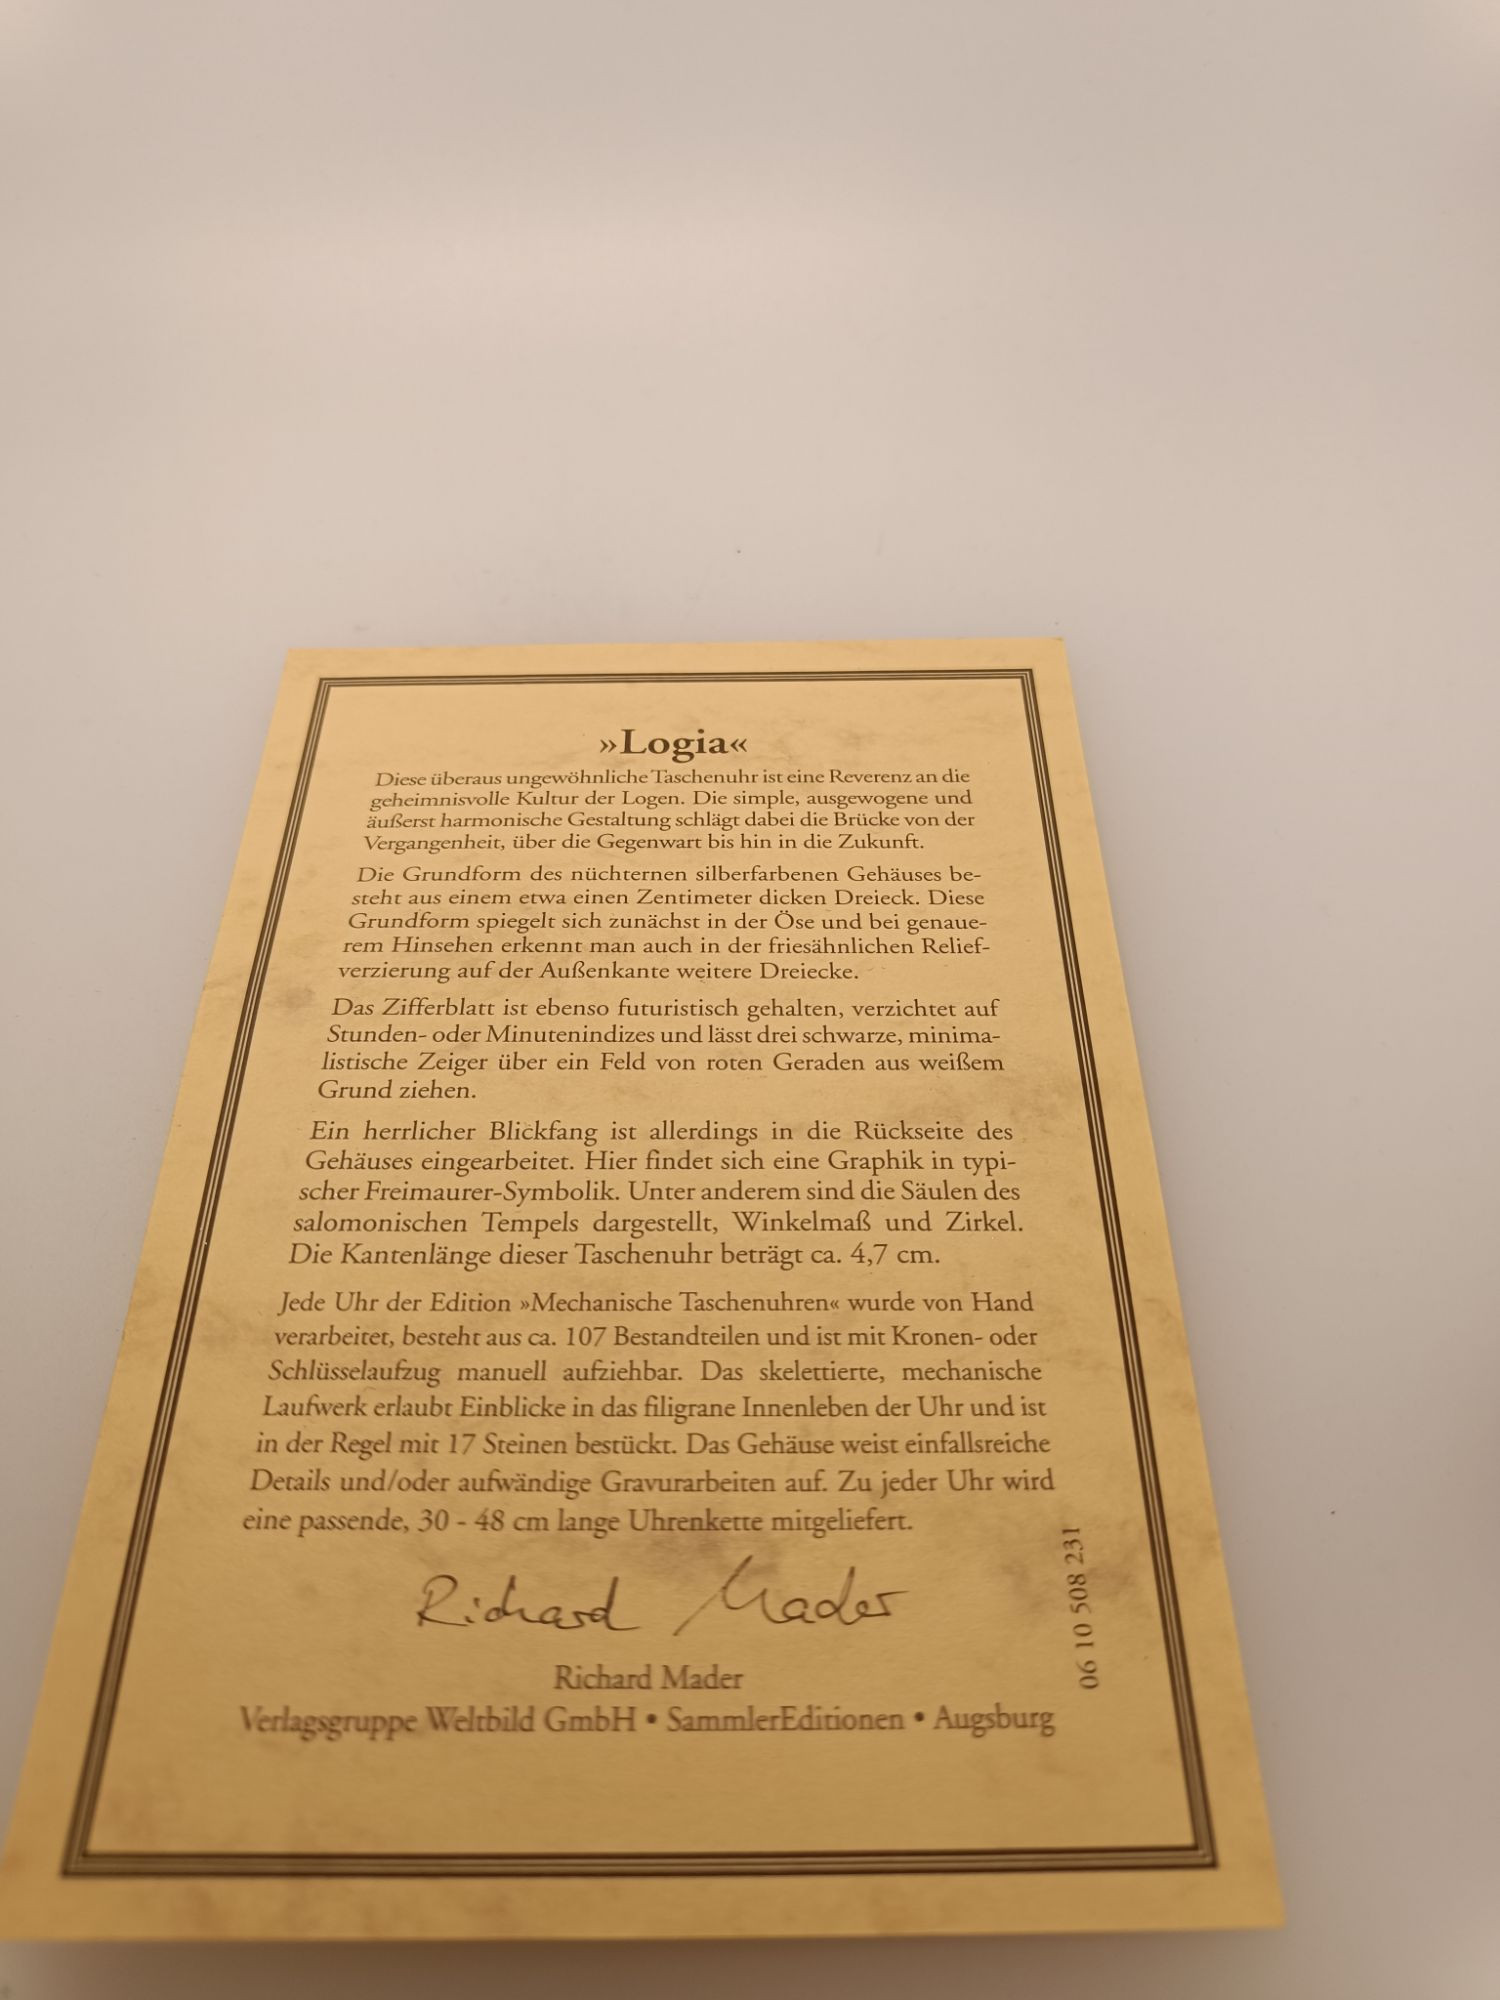 »Logia«
Diese überaus ungewöhnliche Taschenuhr ist eine Reverenz an die
geheimnisvolle Kultur der Logen. Die simple, ausgewogene und
äußerst harmonische Gestaltung schlägt dabei die Brücke von der
Vergangenheit, über die Gegenwart bis hin in die Zukunft.
Die Grundform des nüchternen silberfarbenen Gehäuses be-
steht aus einem etwa einen Zentimeter dicken Dreieck. Diese
Grundform spiegelt sich zunächst in der Öse und bei genaue-
rem Hinsehen erkennt man auch in der friesähnlichen Relief-
verzierung auf der Außenkante weitere Dreiecke.
Das Zifferblatt ist ebenso futuristisch gehalten, verzichtet auf
Stunden- oder Minutenindizes und lässt drei schwarze, minima-
listische Zeiger über ein Feld von roten Geraden aus weißem
Grund ziehen.
Ein herrlicher Blickfang ist allerdings in die Rückseite des
Gehäuses eingearbeitet. Hier findet sich eine Graphik in typi-
scher Freimaurer-Symbolik. Unter anderem sind die Säulen des
salomonischen Tempels dargestellt, Winkelmaß und Zirkel.
Die Kantenlänge dieser Taschenuhr beträgt ca. 4,7 cm.
Jede Uhr der Edition »Mechanische Taschenuhren« wurde von Hand
verarbeitet, besteht aus ca. 107 Bestandteilen und ist mit Kronen- oder
Schlüsselaufzug manuell aufziehbar. Das skelettierte, mechanische
Laufwerk erlaubt Einblicke in das filigrane Innenleben der Uhr und ist
in der Regel mit 17 Steinen bestückt. Das Gehäuse weist einfallsreiche
Details und/oder aufwändige Gravurarbeiten auf. Zu jeder Uhr wird
eine passende, 30 - 48 cm lange Uhrenkette mitgeliefert.
Richard Mader
Richard Mader
Verlagsgruppe Weltbild GmbH • SammlerEditionen • Augsburg
06 10 508 231